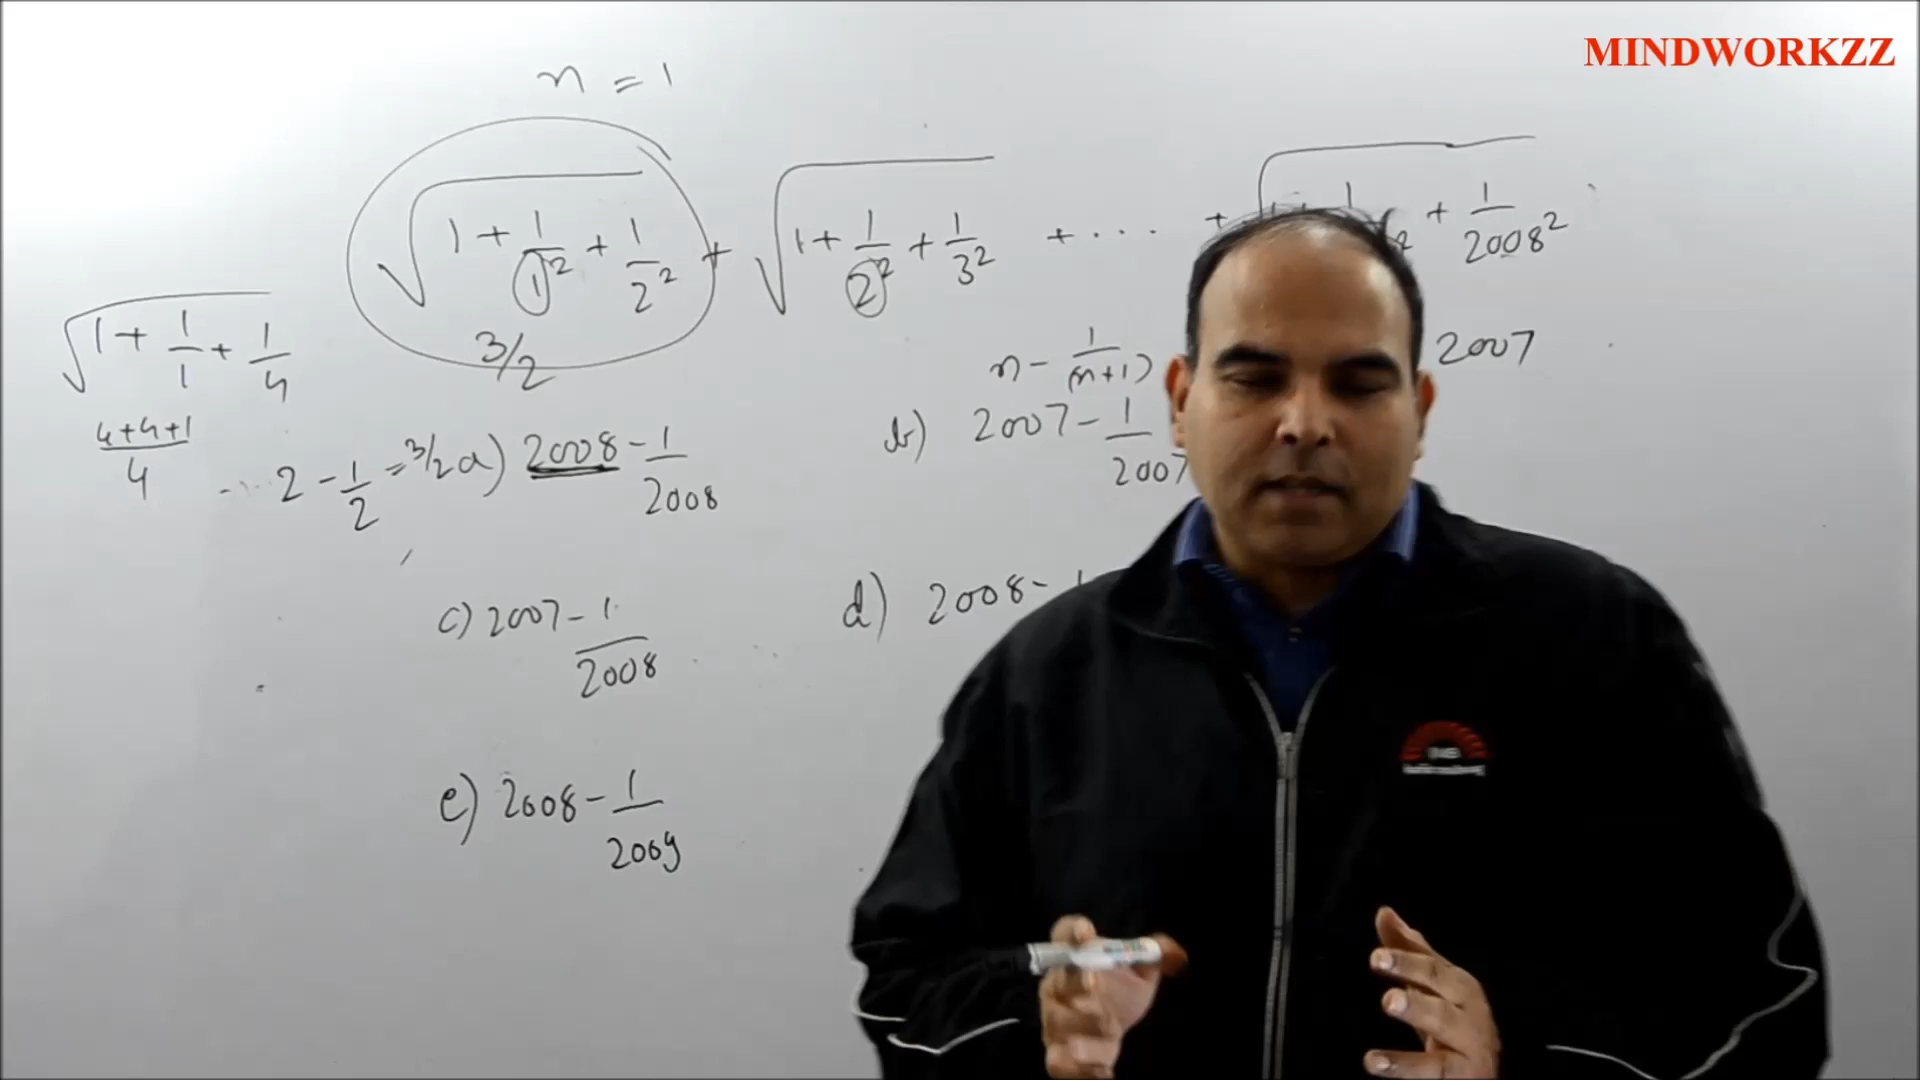 MINDWORKZZ
n = 1
√(1 + 1/1² + 1/2²) + √(1 + 1/2² + 1/3²) + .... + √ + 1/2008²
3/2
√(1 + 1/1 + 1/4)
n - 1/(n+1)
2007
4+4+1/4
2 - 1/2 = 3/2
a) 2008 - 1/2008
b) 2007 - 1/2007
c) 2007 - 1/2008
d) 2008 -
e) 2008 - 1/2009